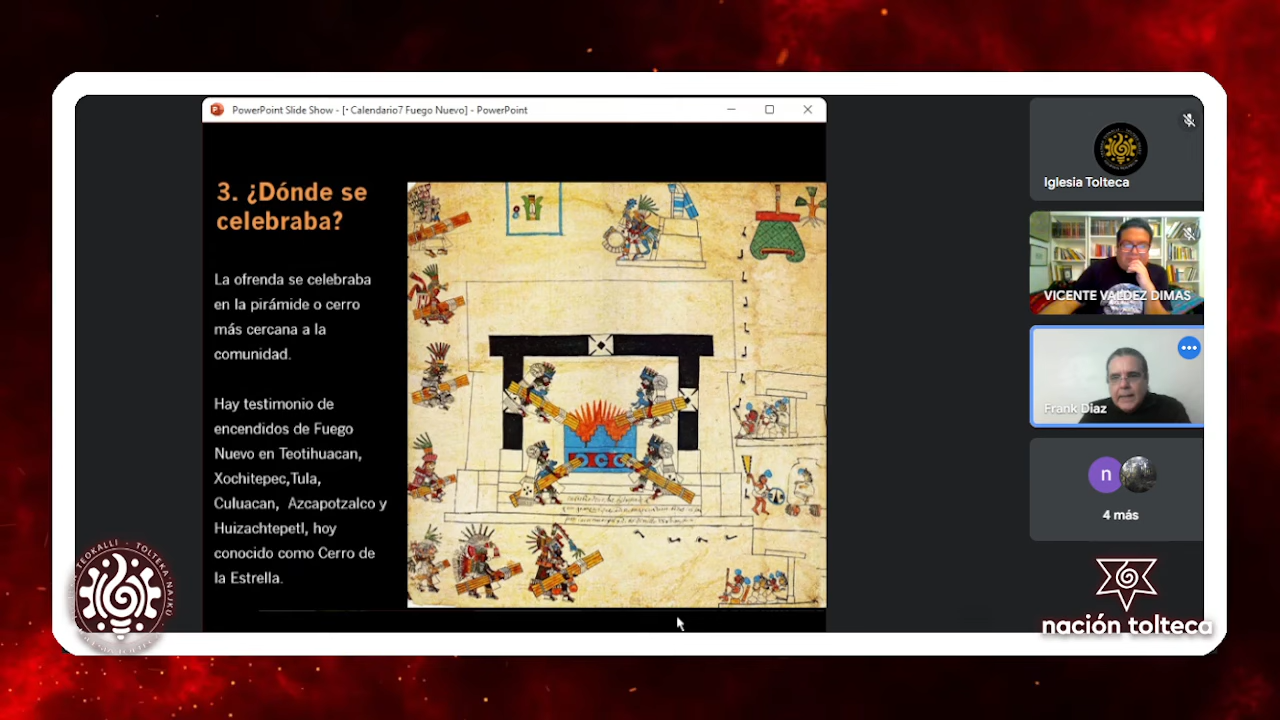 PowerPoint Slide Show - [• Calendario7 Fuego Nuevo] - PowerPoint
3. ¿Dónde se
celebraba?
La ofrenda se celebraba
en la pirámide o cerro
más cercana a la
comunidad.
Hay testimonio de
encendidos de Fuego
Nuevo en Teotihuacan,
Xochitepec,Tula,
Culuacan, Azcapotzalco y
Huizachtepetl, hoy
conocido como Cerro de
la Estrella.
Iglesia Tolteca
VICENTE VALDEZ DIMAS
Frank Diaz
n
4 más
TEOKALLI · TOLTEKA
nación tolteca